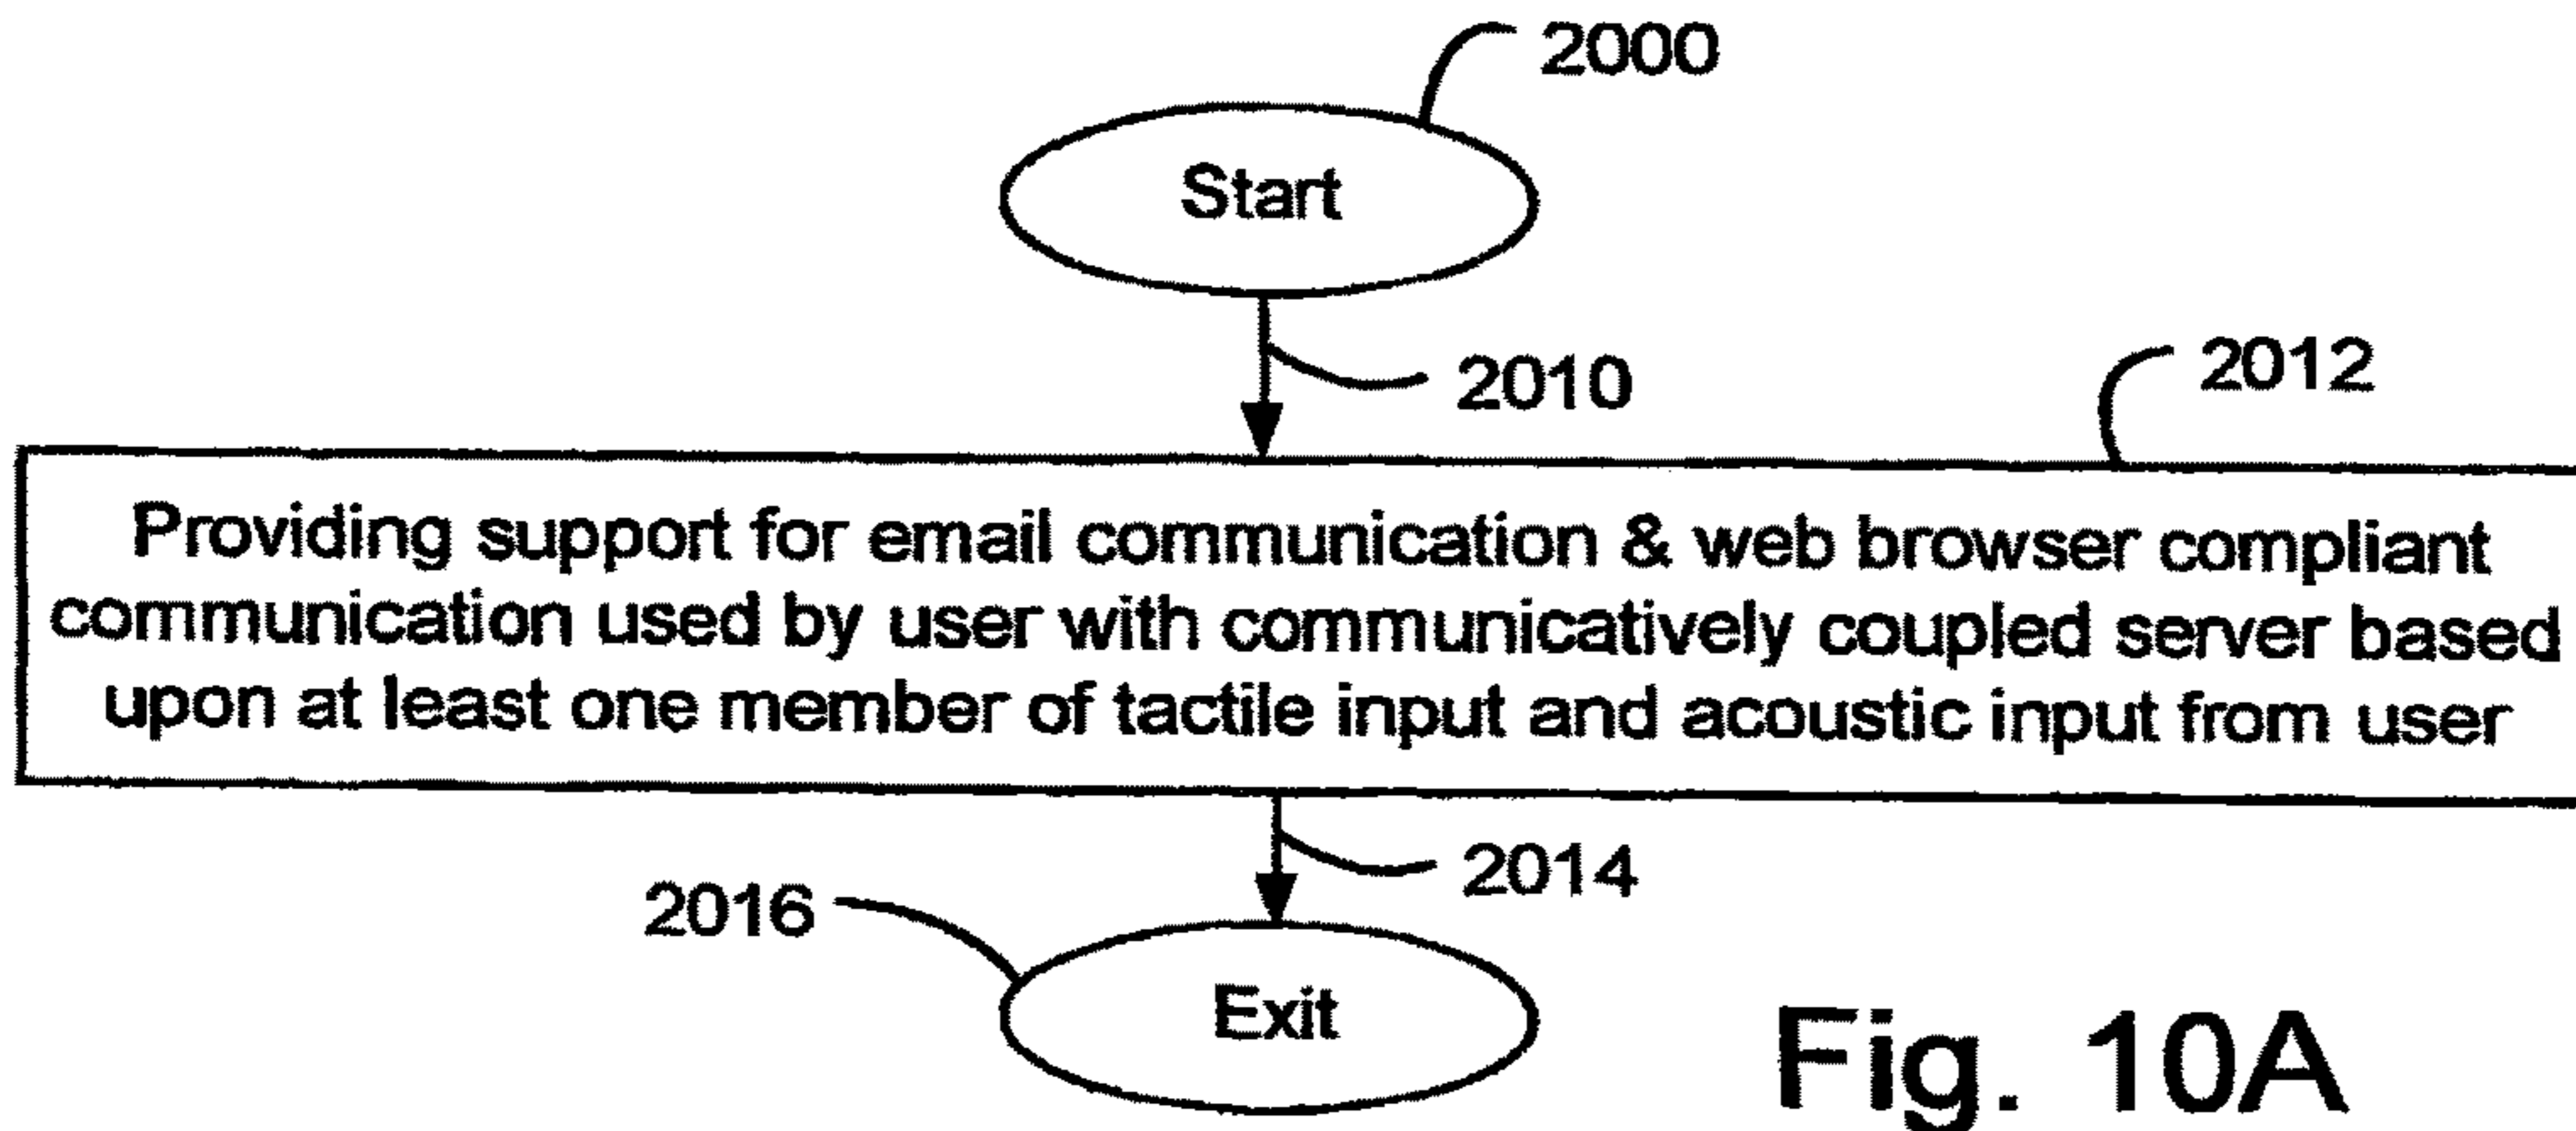 2000
Start
2010
2012
Providing support for email communication & web browser compliant
communication used by user with communicatively coupled server based
upon at least one member of tactile input and acoustic input from user
2014
2016
Exit
Fig. 10A